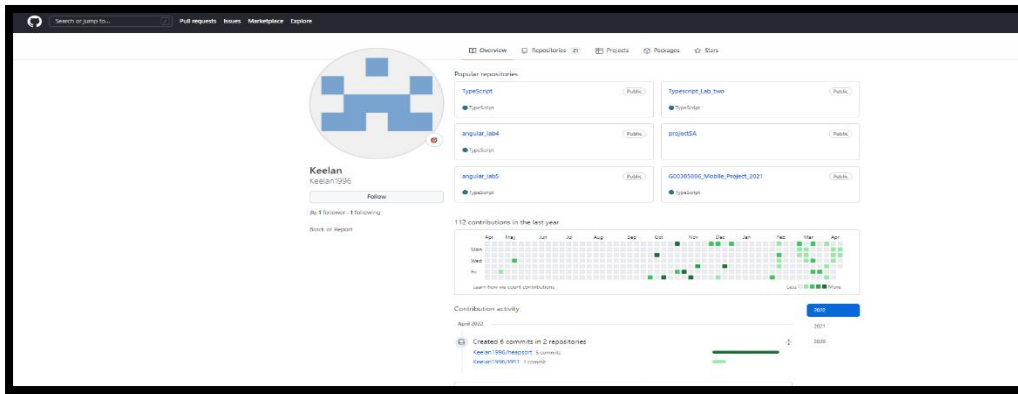 Search or jump to... /
Pull requests Issues Marketplace Explore
Overview Repositories Projects Packages Stars
Popular repositories
TypeScript Public
TypeScript
Typescript_Lab_two Public
TypeScript
angular_lab4 Public
TypeScript
projectSA Public
angular_lab5 Public
TypeScript
G00385886_Mobile_Project_2021 Public
TypeScript
Keelan
Keelan1996
Follow
1 follower · 1 following
Block or Report
112 contributions in the last year
Apr May Jun Jul Aug Sep Oct Nov Dec Jan Feb Mar Apr
Mon
Wed
Fri
Learn how we count contributions
Less More
Contribution activity
2022
2021
2020
April 2022
Created 6 commits in 2 repositories
Keelan1996/heapsort 5 commits
1 commit